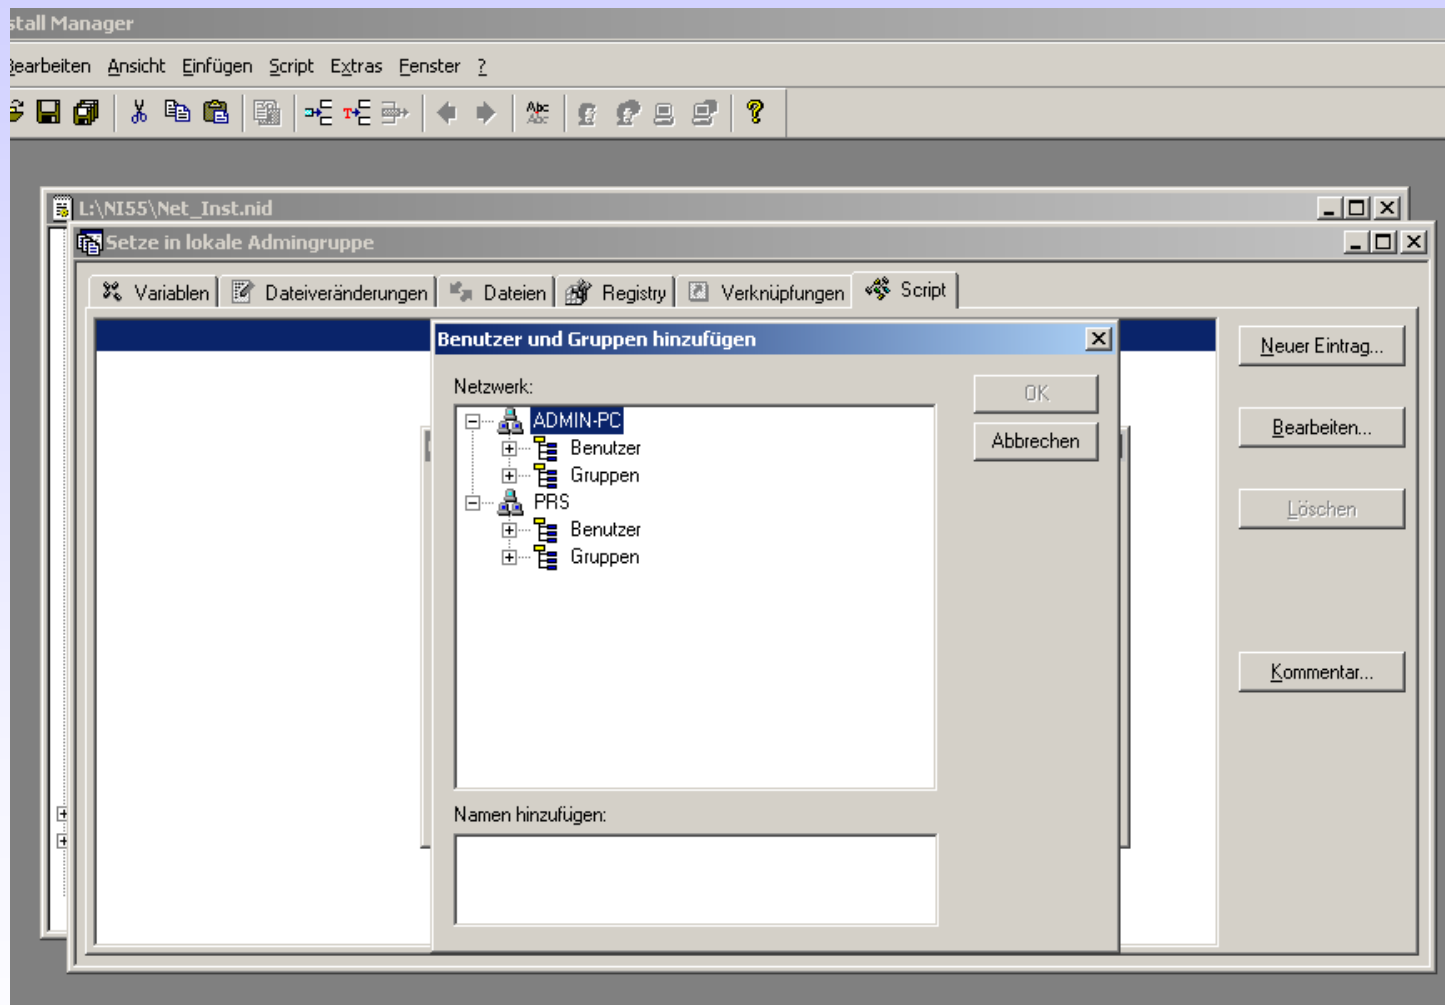 stall Manager
Bearbeiten Ansicht Einfügen Script Extras Fenster ?
Abc
L:\NI55\Net_Inst.nid
Setze in lokale Admingruppe
Variablen Dateiveränderungen Dateien Registry Verknüpfungen Script
Benutzer und Gruppen hinzufügen
Neuer Eintrag...
Netzwerk:
OK
ADMIN-PC
Abbrechen
Bearbeiten...
Benutzer
Gruppen
PRS
Löschen
Benutzer
Gruppen
Kommentar...
Namen hinzufügen: